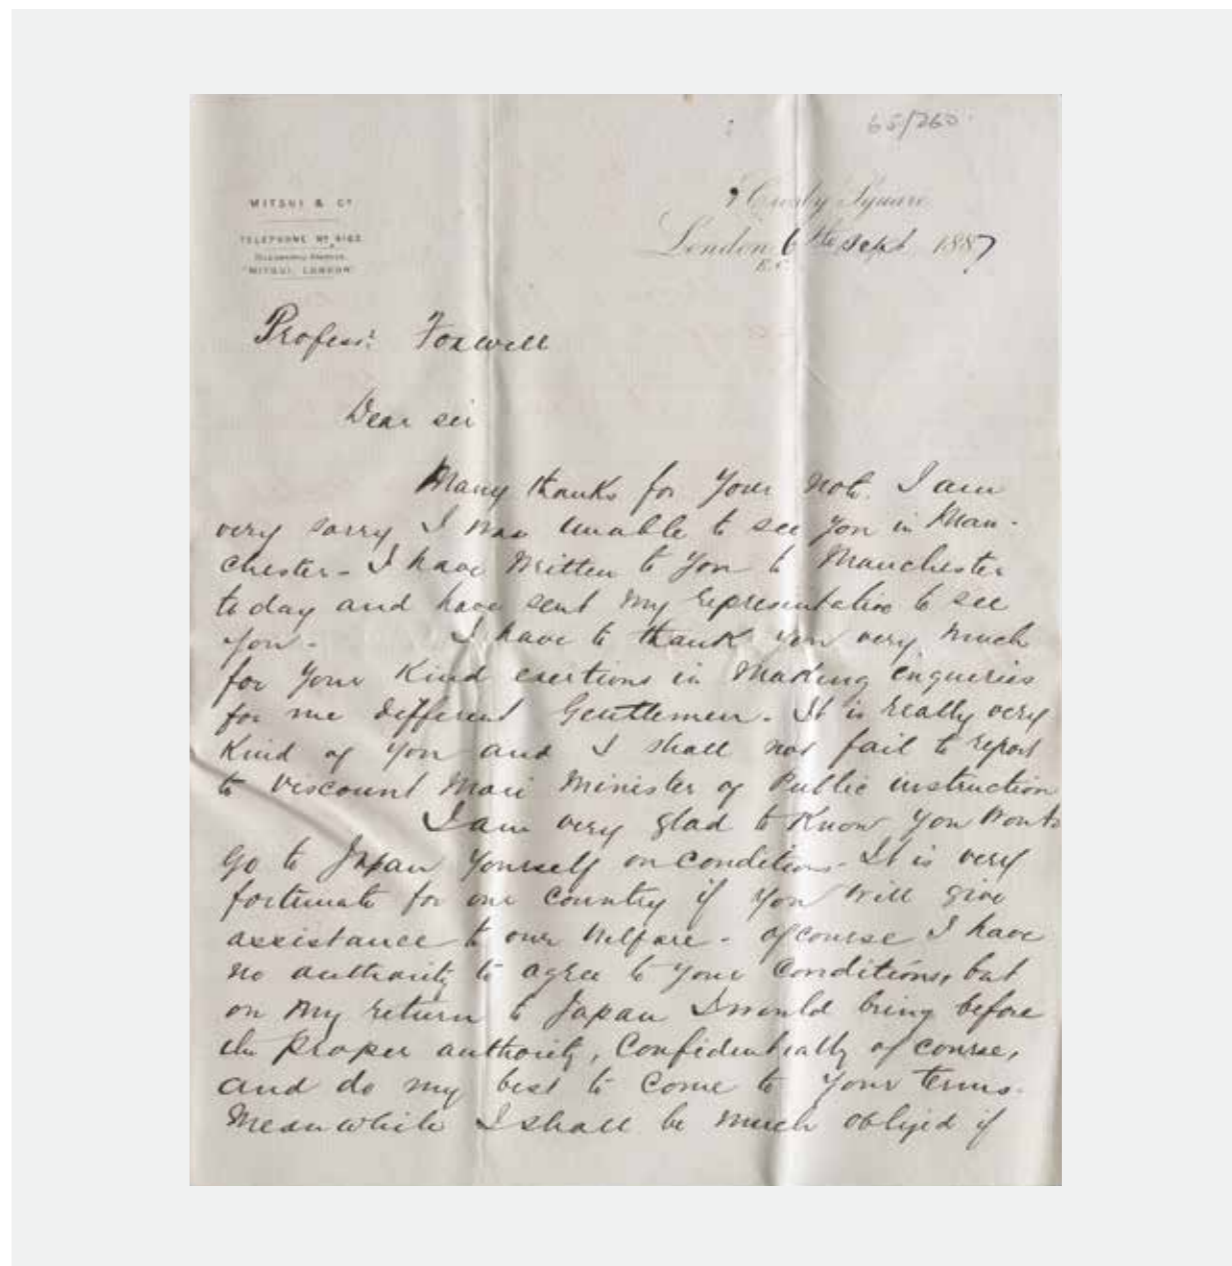 65/260
MITSUI & Co
TELEPHONE No
TELEGRAPHIC ADDRESS,
"MITSUI, LONDON"
Crosby Square
London 6th Sept 1887
E.C.
Profess: Foxwell
Dear sir
Many thanks for your note. I am
very sorry I was unable to see you in Man-
chester - I have written to you to Manchester
today and have sent my representative to see
you - I have to thank you very much
for your kind exertions in making enqueries
for me different Gentlemen. It is really very
kind of you and I shall not fail to report
to Viscount Mori Minister of Public instruction
I am very glad to know you
go to Japan yourself on condition. It is very
fortunate for our country if you will give
assistance to our welfare - of course I have
no authority to agree to your conditions, but
on my return to Japan I would bring before
the proper authority, confidentially of course,
and do my best to come to your terms.
Meanwhile I shall be much obliged if